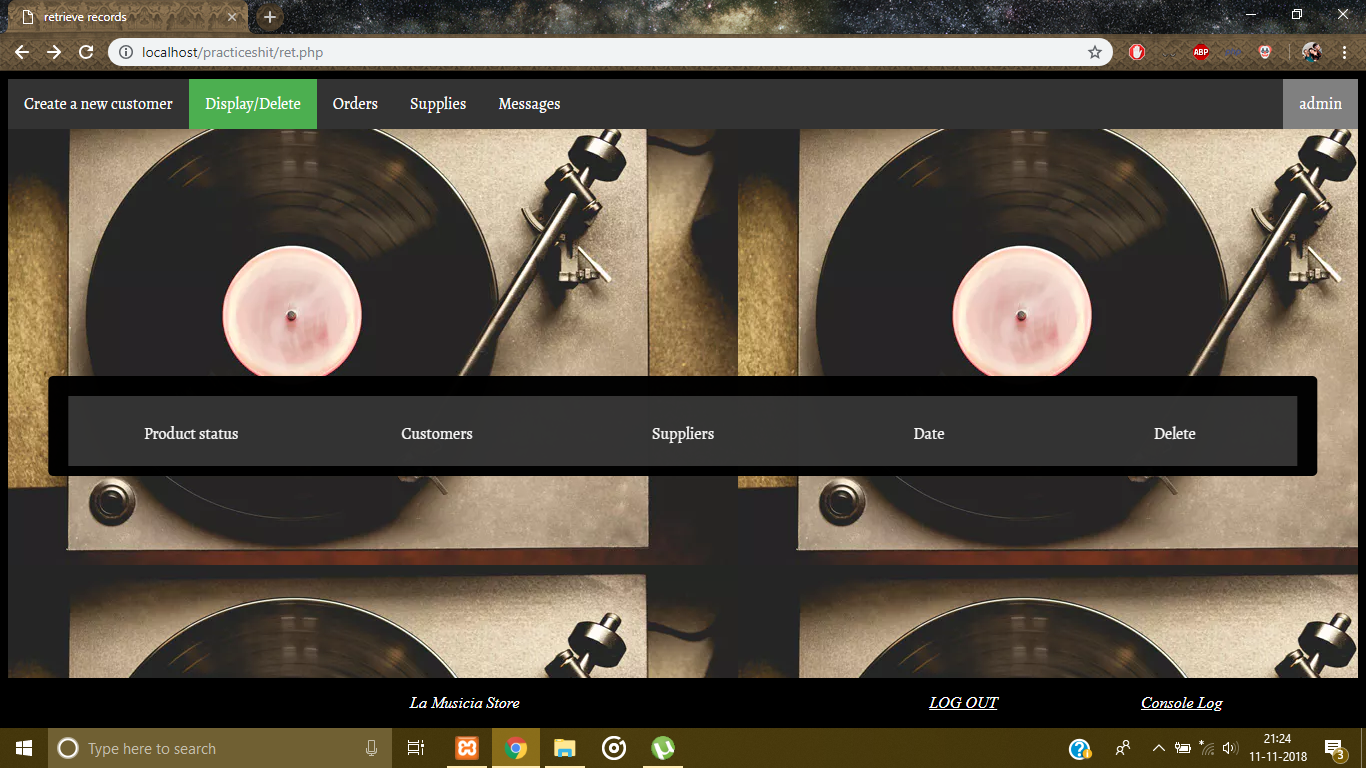 retrieve records
localhost/practiceshit/ret.php
ABP
Create a new customer Display/Delete Orders Supplies Messages admin
Product status Customers Suppliers Date Delete
La Musicia Store LOG OUT Console Log
Type here to search
21:24
11-11-2018
3